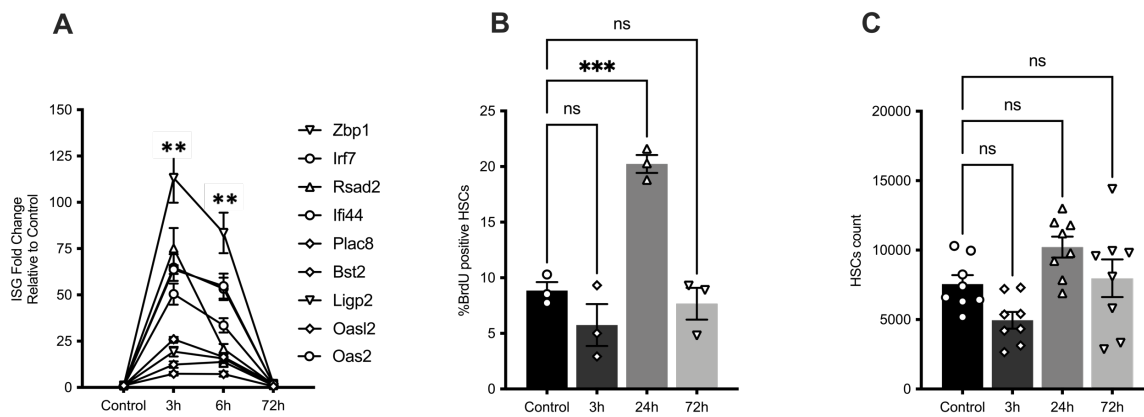 A
ISG Fold Change
Relative to Control
150
125
100
75
50
25
0
**
**
Control
3h
6h
72h
Zbp1
Irf7
Rsad2
Ifi44
Plac8
Bst2
Ligp2
Oasl2
Oas2
B
ns
***
ns
%BrdU positive HSCs
25
20
15
10
5
0
Control
3h
24h
72h
C
ns
ns
ns
HSCs count
20000
15000
10000
5000
0
Control
3h
24h
72h